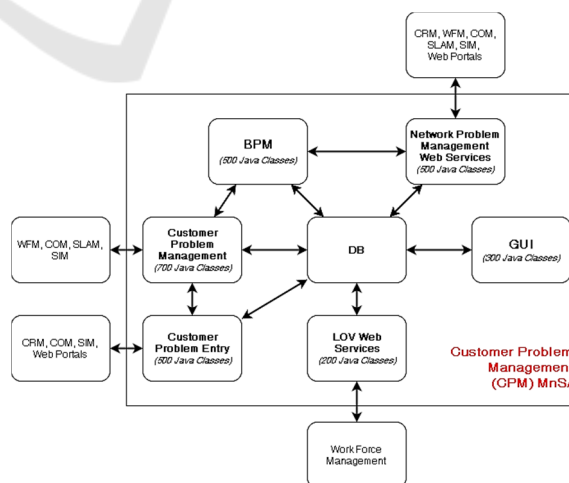 CRM, WFM, COM,
SLAM, SIM,
Web Portals
BPM
(500 Java Classes)
Network Problem
Management
Web Services
(500 Java Classes)
WFM, COM, SLAM,
SIM
Customer
Problem
Management
(700 Java Classes)
DB
GUI
(300 Java Classes)
CRM, COM, SIM,
Web Portals
Customer
Problem Entry
(500 Java Classes)
LOV Web
Services
(200 Java Classes)
Customer Problem
Managemen
(CPM) MnSA
Work Force
Management